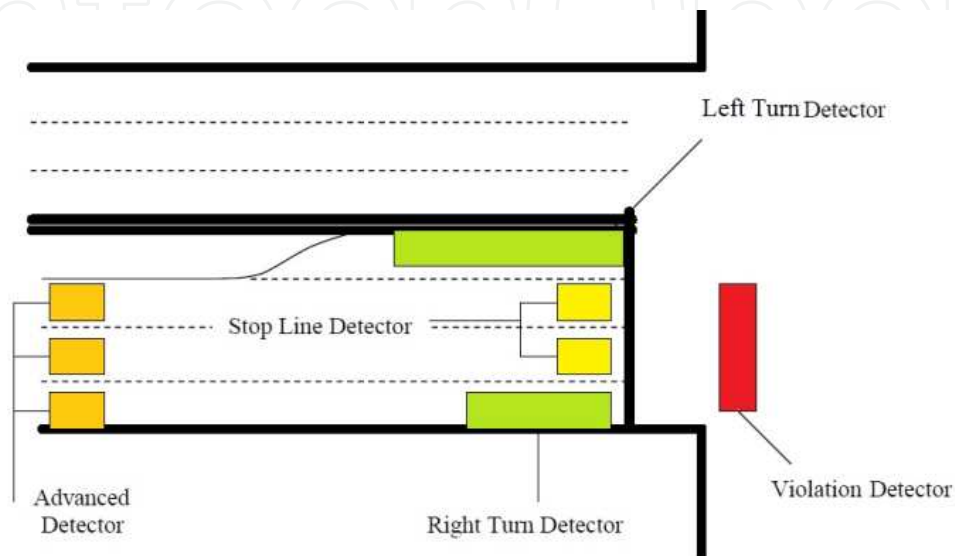 Left Turn Detector
Stop Line Detector
Advanced
Detector
Right Turn Detector
Violation Detector